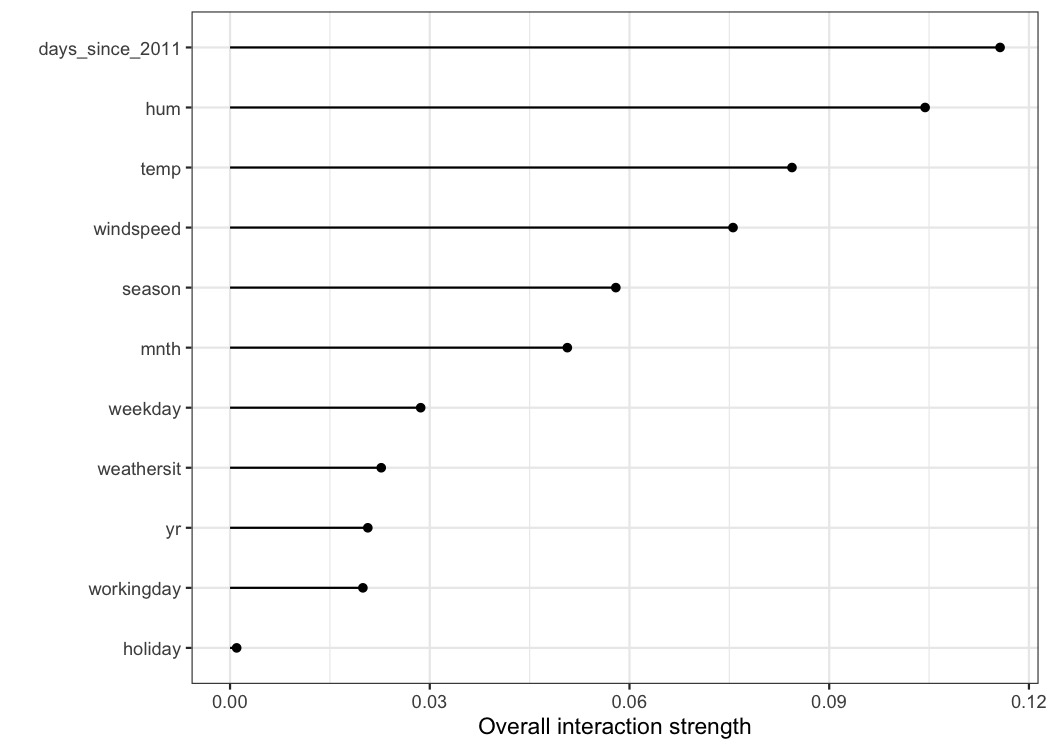 days_since_2011
hum
temp
windspeed
season
mnth
weekday
weathersit
yr
workingday
holiday
0.00 0.03 0.06 0.09 0.12
Overall interaction strength